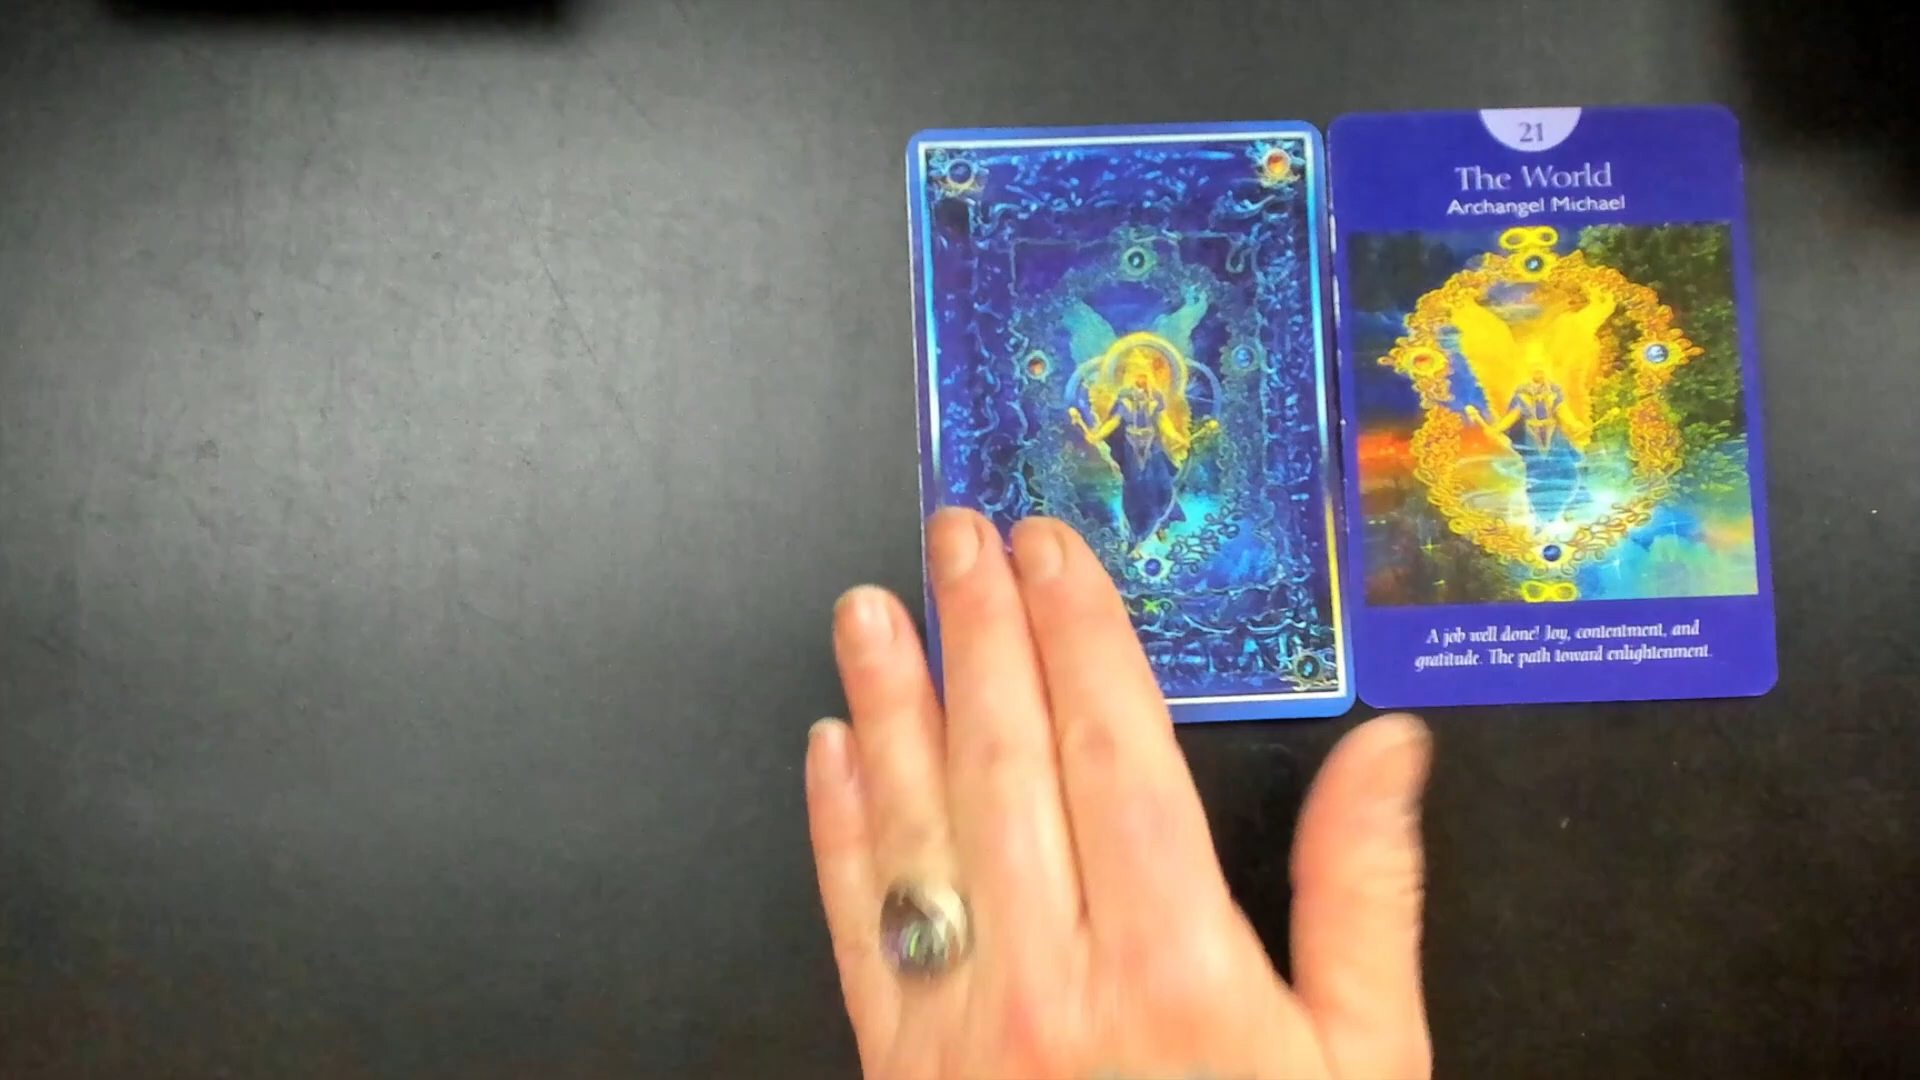 21
The World
Archangel Michael
A job well done! Joy, contentment, and
gratitude. The path toward enlightenment.